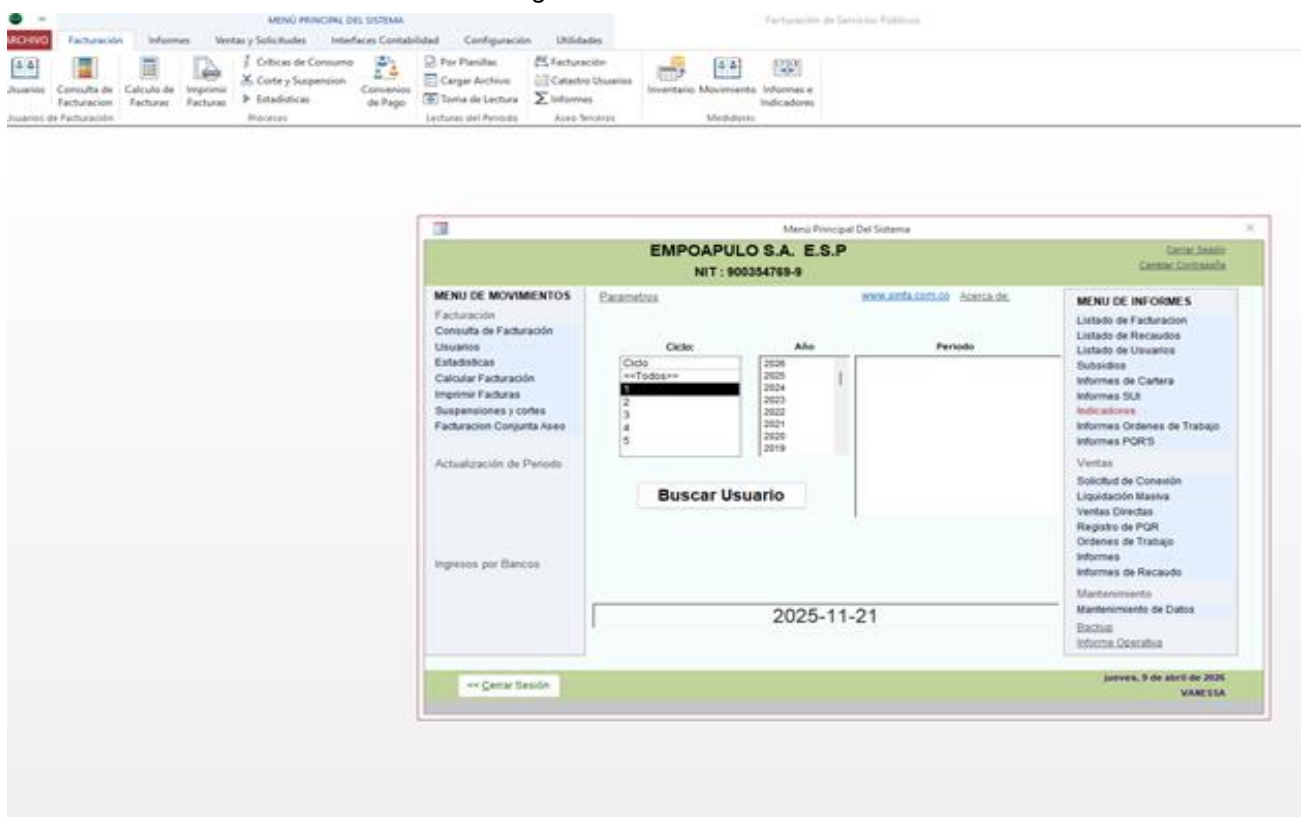 MENÚ PRINCIPAL DEL SISTEMA
Facturación de Servicios Públicos
ARCHIVO Facturación Informes Ventas y Solicitudes Interfaces Contabilidad Configuración Utilidades
Usuarios
Consulta de Facturacion
Calculo de Facturas
Imprimir Facturas
Criticas de Consumo
Corte y Suspension
Estadisticas
Convenios de Pago
Por Planillas
Cargar Archivo
Toma de Lectura
Facturación
Catastro Usuarios
Informes
Inventario
Movimiento
Informes e Indicadores
Usuarios de Facturación
Procesos
Lecturas del Periodo
Aseo Terceros
Medidores
Menú Principal Del Sistema
EMPOAPULO S.A. E.S.P
NIT : 900354769-9
Cerrar Sesión
Cambiar Contraseña
MENU DE MOVIMIENTOS
Facturación
Consulta de Facturación
Usuarios
Estadisticas
Calcular Facturación
Imprimir Facturas
Suspensiones y cortes
Facturacion Conjunta Aseo
Actualización de Periodo
Ingresos por Bancos
Parametros
Acerca de:
Ciclo:
Ciclo
<<Todos>>
1
2
3
4
5
Año
2026
2025
2024
2023
2022
2021
2020
2019
Periodo
Buscar Usuario
2025-11-21
MENU DE INFORMES
Listado de Facturacion
Listado de Recaudos
Listado de Usuarios
Subsidios
Informes de Cartera
Informes SUI
Indicadores
Informes Ordenes de Trabajo
Informes PQR'S
Ventas
Solicitud de Conexión
Liquidación Masiva
Ventas Directas
Registro de PQR
Ordenes de Trabajo
Informes
Informes de Recaudo
Mantenimiento
Mantenimiento de Datos
Backup
Informe Operativa
<< Cerrar Sesión
jueves, 9 de abril de 2026
VANESSA